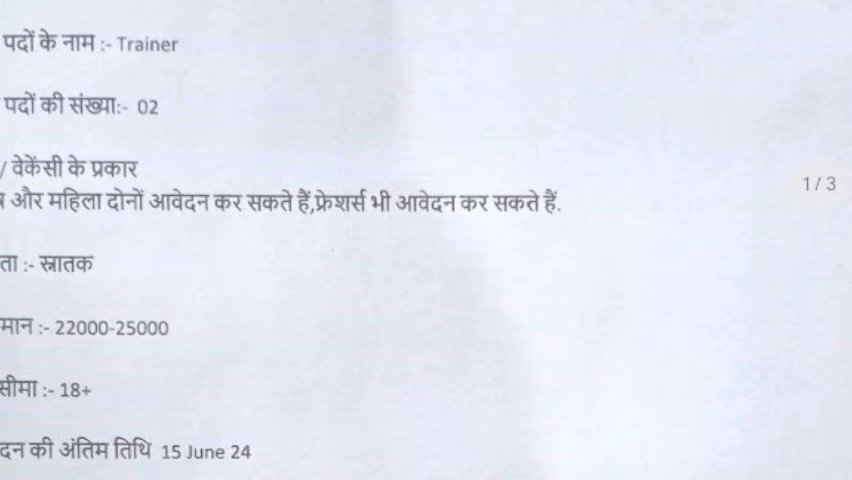 पदों के नाम :- Trainer
पदों की संख्या:- 02
/ वेकेंसी के प्रकार
1 / 3
और महिला दोनों आवेदन कर सकते हैं,फ्रेशर्स भी आवेदन कर सकते हैं.
:- स्नातक
:- 22000-25000
सीमा :- 18+
की अंतिम तिथि 15 June 24